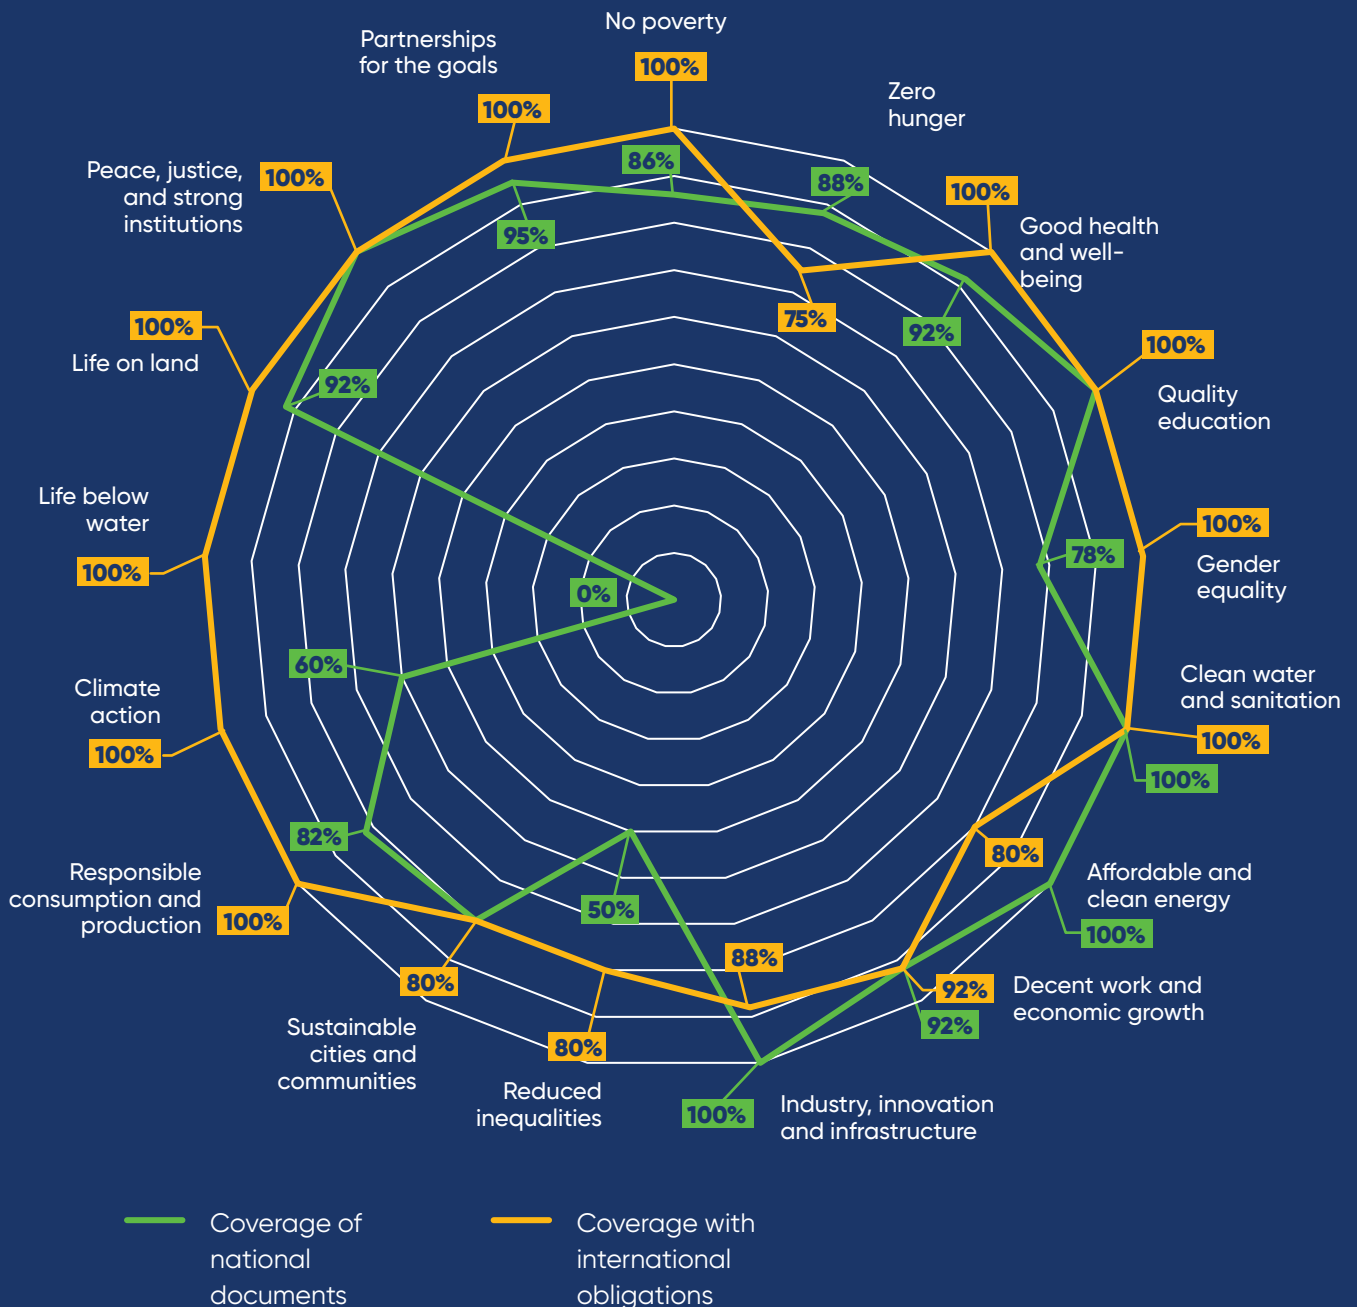 No poverty
100%
86%
Zero
hunger
88%
75%
Good health
and well-
being
100%
92%
Quality
education
100%
Gender
equality
100%
78%
Clean water
and sanitation
100%
100%
Affordable and
clean energy
80%
100%
Decent work and
economic growth
92%
92%
Industry, innovation
and infrastructure
88%
100%
Reduced
inequalities
80%
50%
Sustainable
cities and
communities
80%
Responsible
consumption and
production
100%
82%
Climate
action
100%
60%
Life below
water
100%
0%
Life on land
100%
92%
Peace, justice,
and strong
institutions
100%
Partnerships
for the goals
100%
95%
Coverage of
national
documents
Coverage with
international
obligations